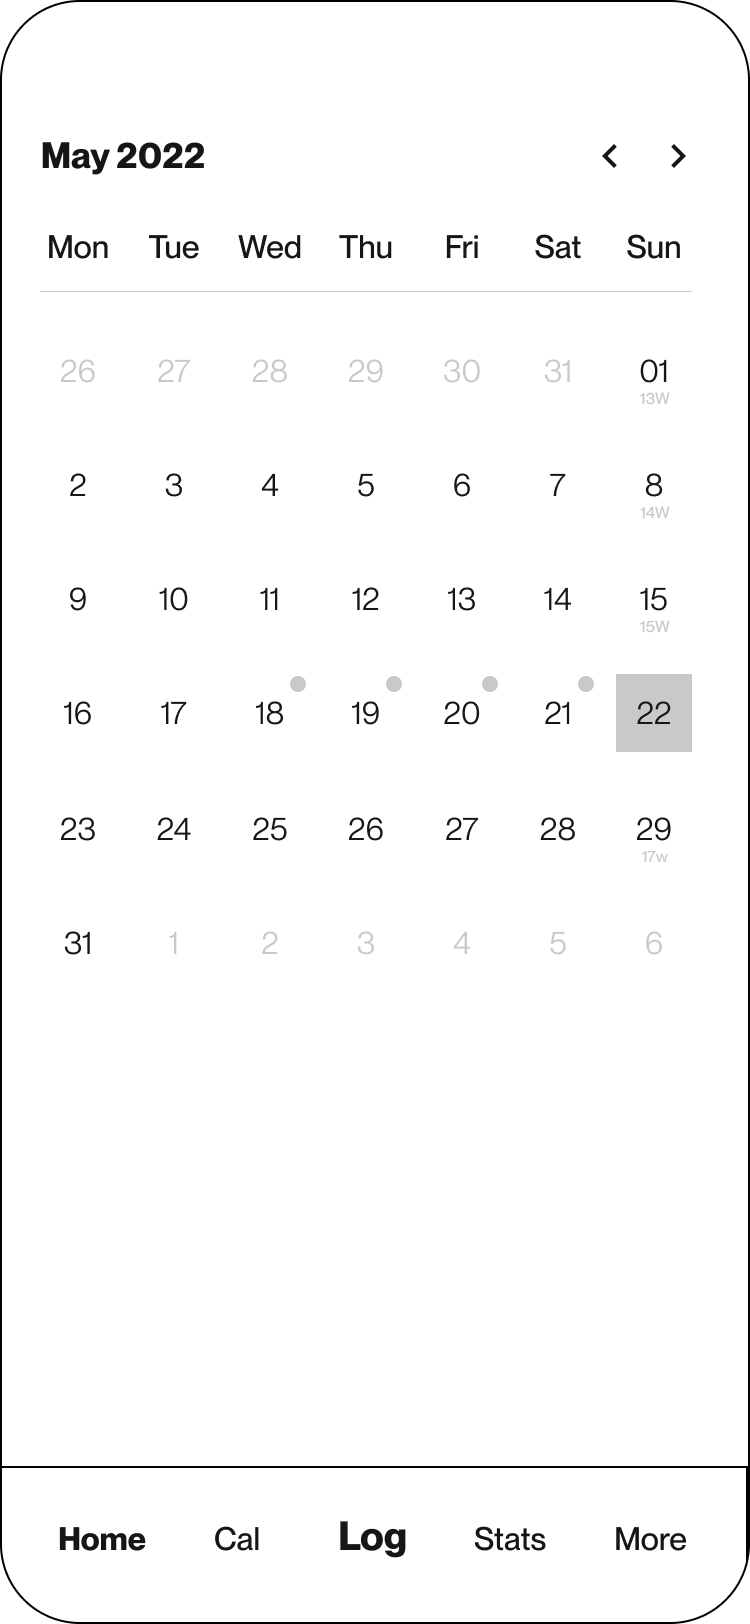 May 2022
Mon Tue Wed Thu Fri Sat Sun
26 27 28 29 30 31 01
13W
2 3 4 5 6 7 8
14W
9 10 11 12 13 14 15
15W
16 17 18 19 20 21 22
23 24 25 26 27 28 29
17w
31 1 2 3 4 5 6
Home Cal Log Stats More